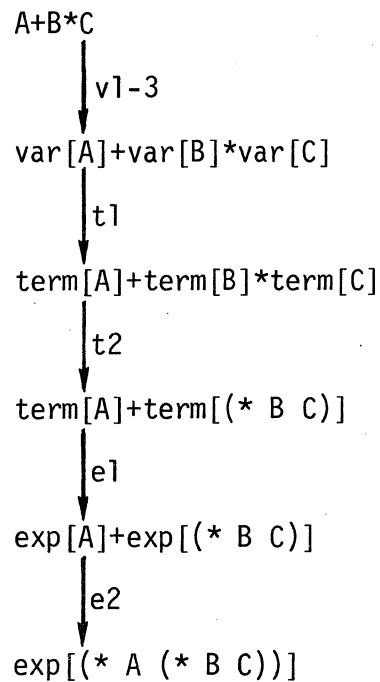 A+B*C
v1-3
var[A]+var[B]*var[C]
t1
term[A]+term[B]*term[C]
t2
term[A]+term[(* B C)]
e1
exp[A]+exp[(* B C)]
e2
exp[(* A (* B C))]